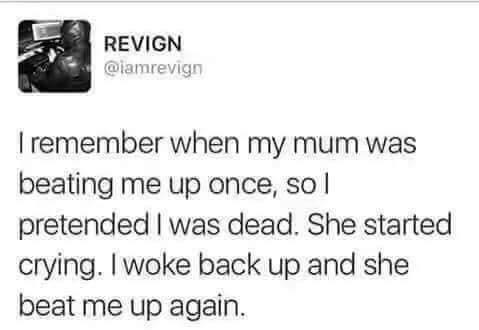 REVIGN
@iamrevign
I remember when my mum was
beating me up once, so I
pretended I was dead. She started
crying. I woke back up and she
beat me up again.